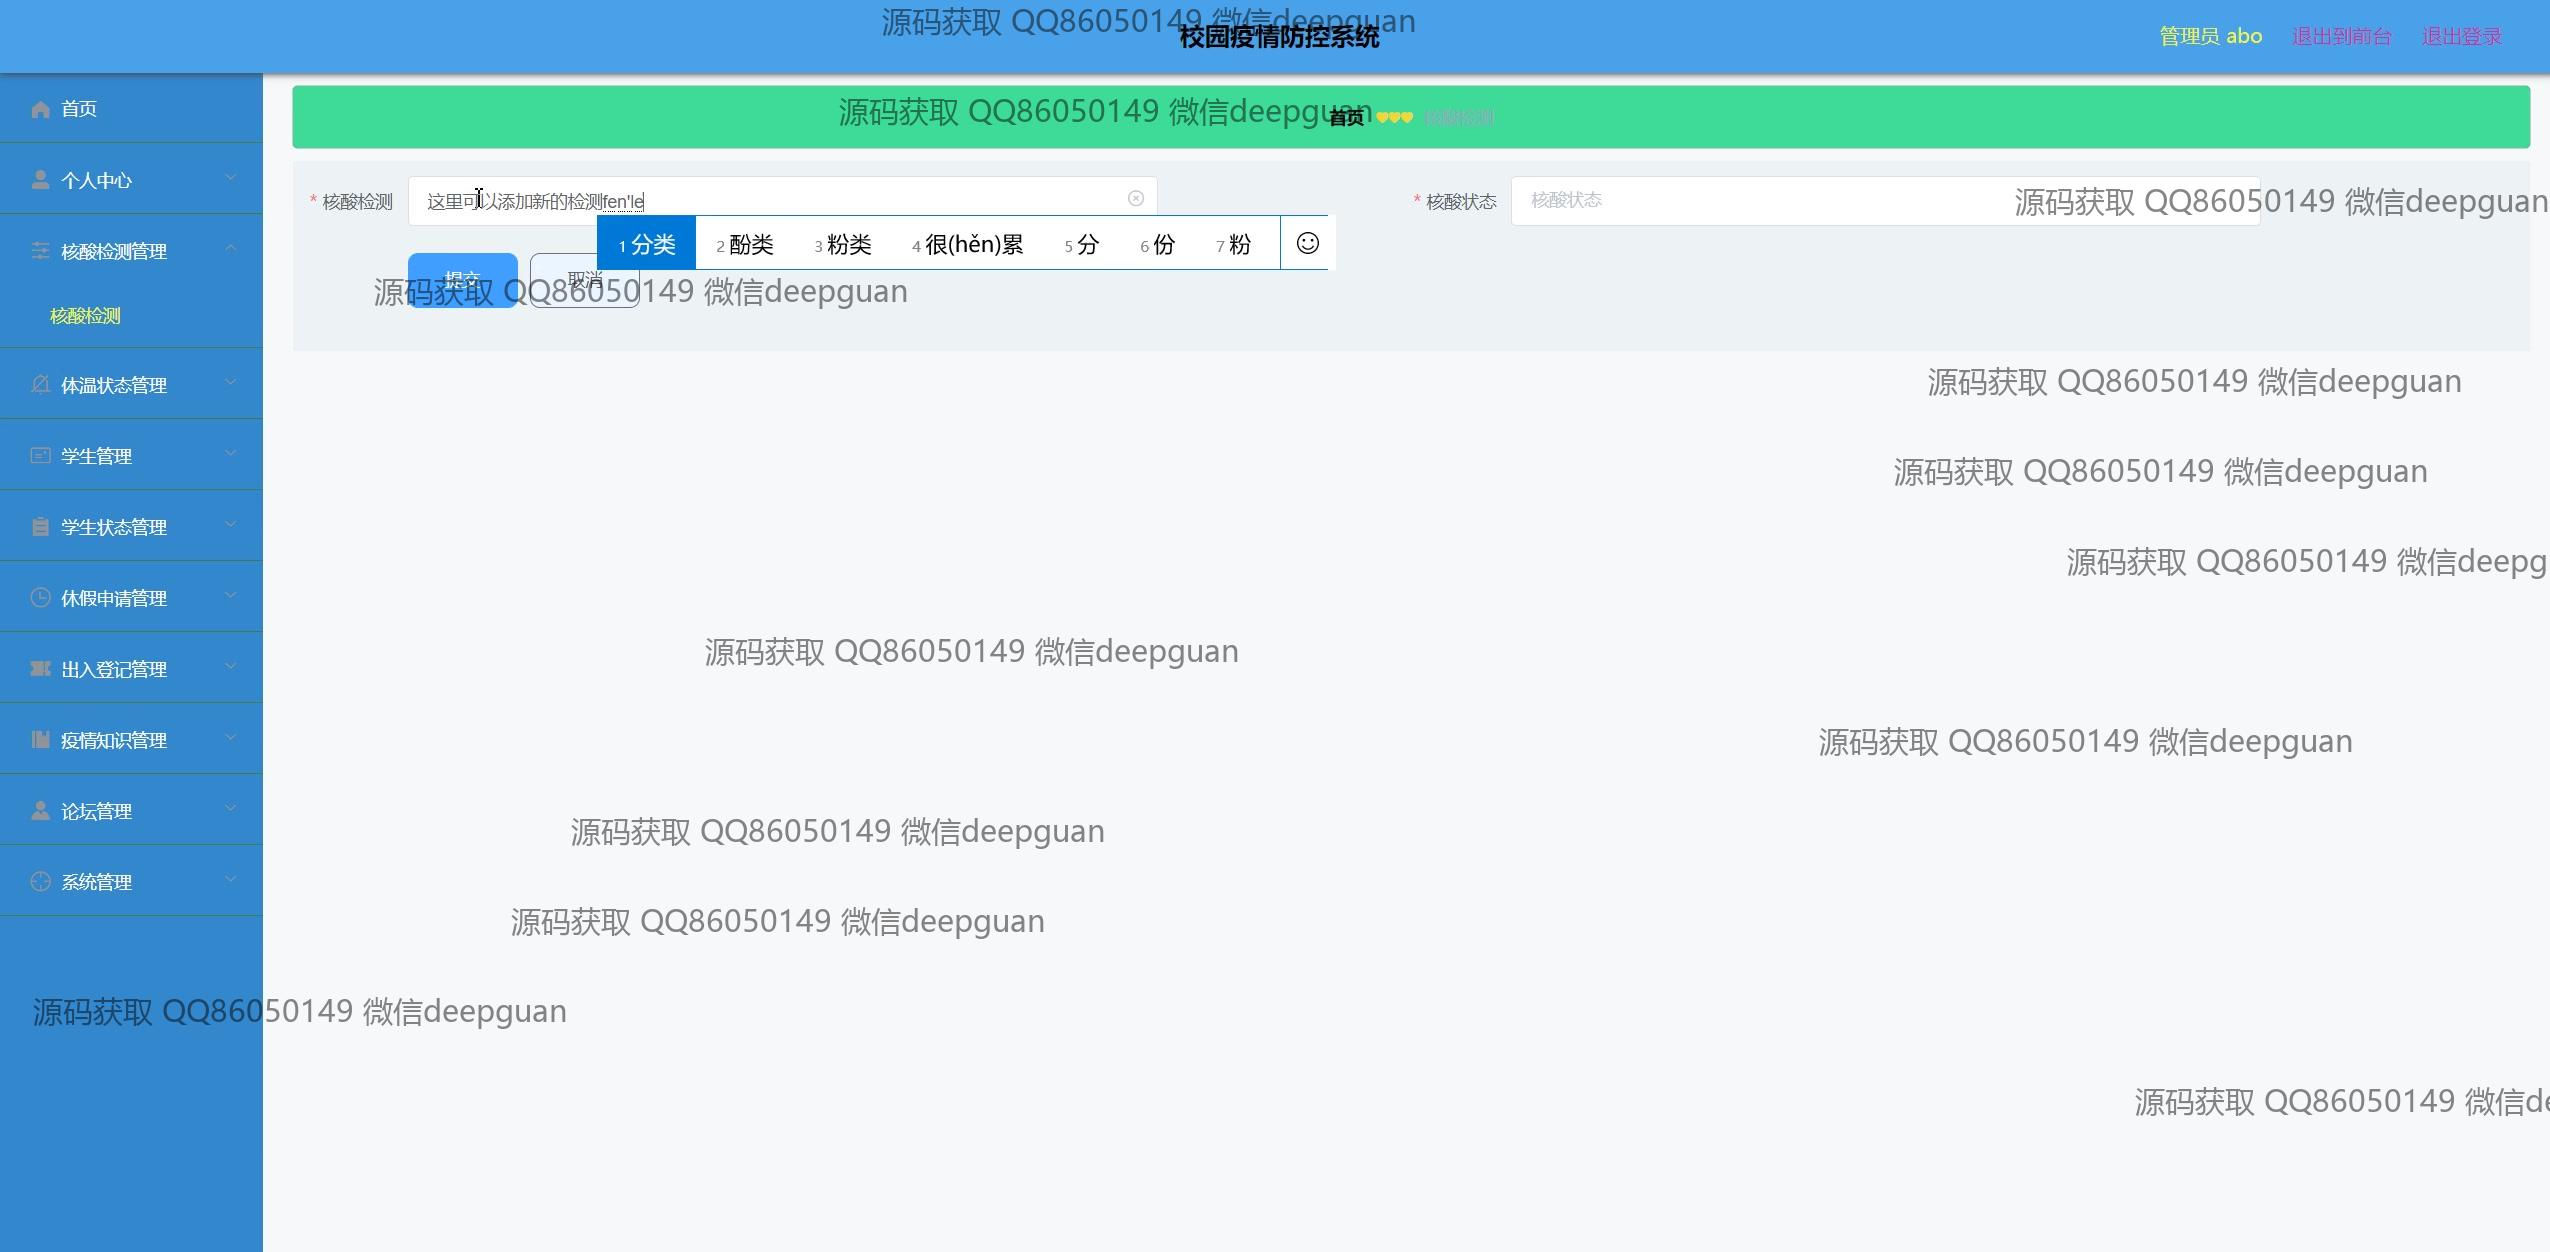 源码获取 QQ86050149 微信deepguan
校园疫情防控系统
管理员 abo
退出到前台
退出登录
首页
个人中心
核酸检测管理
核酸检测
体温状态管理
学生管理
学生状态管理
休假申请管理
出入登记管理
疫情知识管理
论坛管理
系统管理
源码获取 QQ86050149 微信deepguan
首页
核酸检测
* 核酸检测
这里可以添加新的检测fen'le
* 核酸状态
核酸状态
源码获取 QQ86050149 微信deepguan
1 分类 2 酚类 3 粉类 4 很(hěn)累 5 分 6 份 7 粉
提交
取消
源码获取 QQ86050149 微信deepguan
源码获取 QQ86050149 微信deepguan
源码获取 QQ86050149 微信deepguan
源码获取 QQ86050149 微信deepg
源码获取 QQ86050149 微信deepguan
源码获取 QQ86050149 微信deepguan
源码获取 QQ86050149 微信deepguan
源码获取 QQ86050149 微信deepguan
源码获取 QQ86050149 微信deepguan
源码获取 QQ86050149 微信de